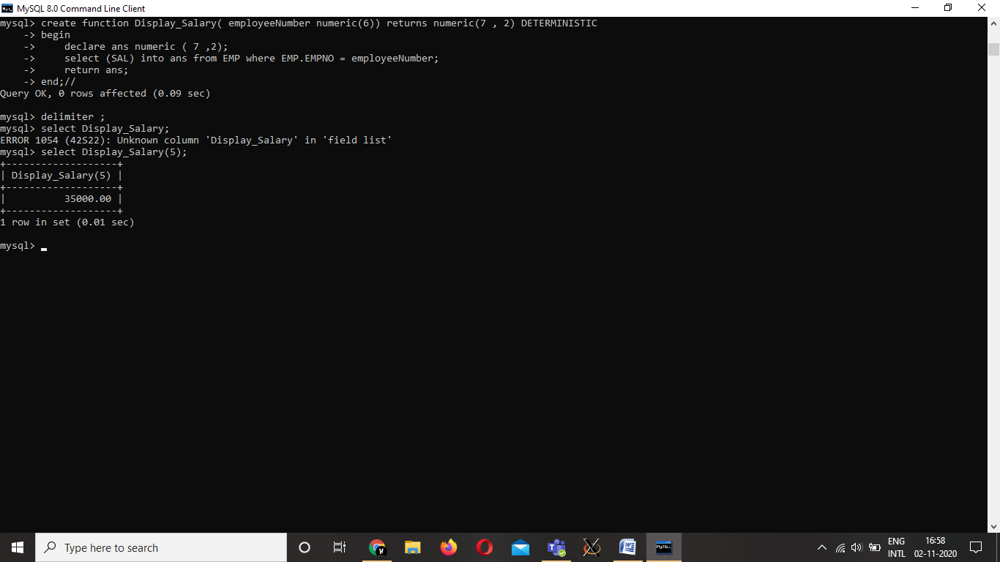 MySQL 8.0 Command Line Client
mysql> create function Display_Salary( employeeNumber numeric(6)) returns numeric(7 , 2) DETERMINISTIC
    -> begin
    ->     declare ans numeric ( 7 ,2);
    ->     select (SAL) into ans from EMP where EMP.EMPNO = employeeNumber;
    ->     return ans;
    -> end;//
Query OK, 0 rows affected (0.09 sec)

mysql> delimiter ;
mysql> select Display_Salary;
ERROR 1054 (42S22): Unknown column 'Display_Salary' in 'field list'
mysql> select Display_Salary(5);
+-------------------+
| Display_Salary(5) |
+-------------------+
|          35000.00 |
+-------------------+
1 row in set (0.01 sec)

mysql>
Type here to search
ENG
INTL
16:58
02-11-2020